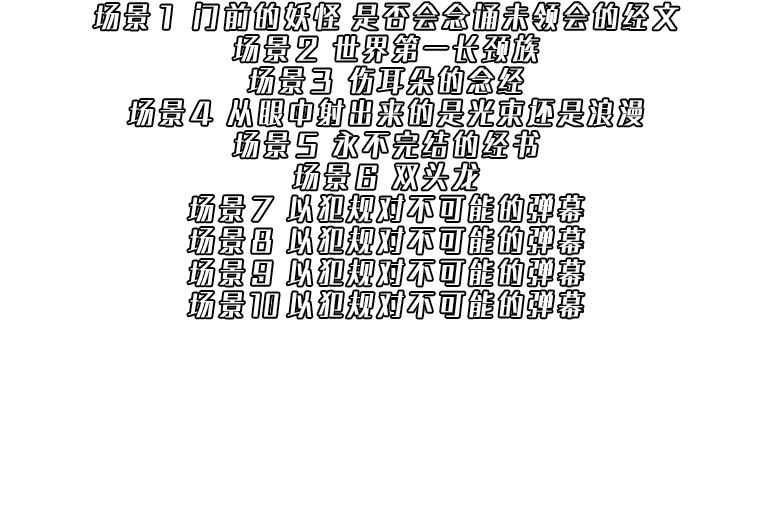 场景1 门前的妖怪 是否会念诵未领会的经文
场景2 世界第一长颈族
场景3 伤耳朵的念经
场景4 从眼中射出来的是光束还是浪漫
场景5 永不完结的经书
场景6 双头龙
场景7 以犯规对不可能的弹幕
场景8 以犯规对不可能的弹幕
场景9 以犯规对不可能的弹幕
场景10 以犯规对不可能的弹幕